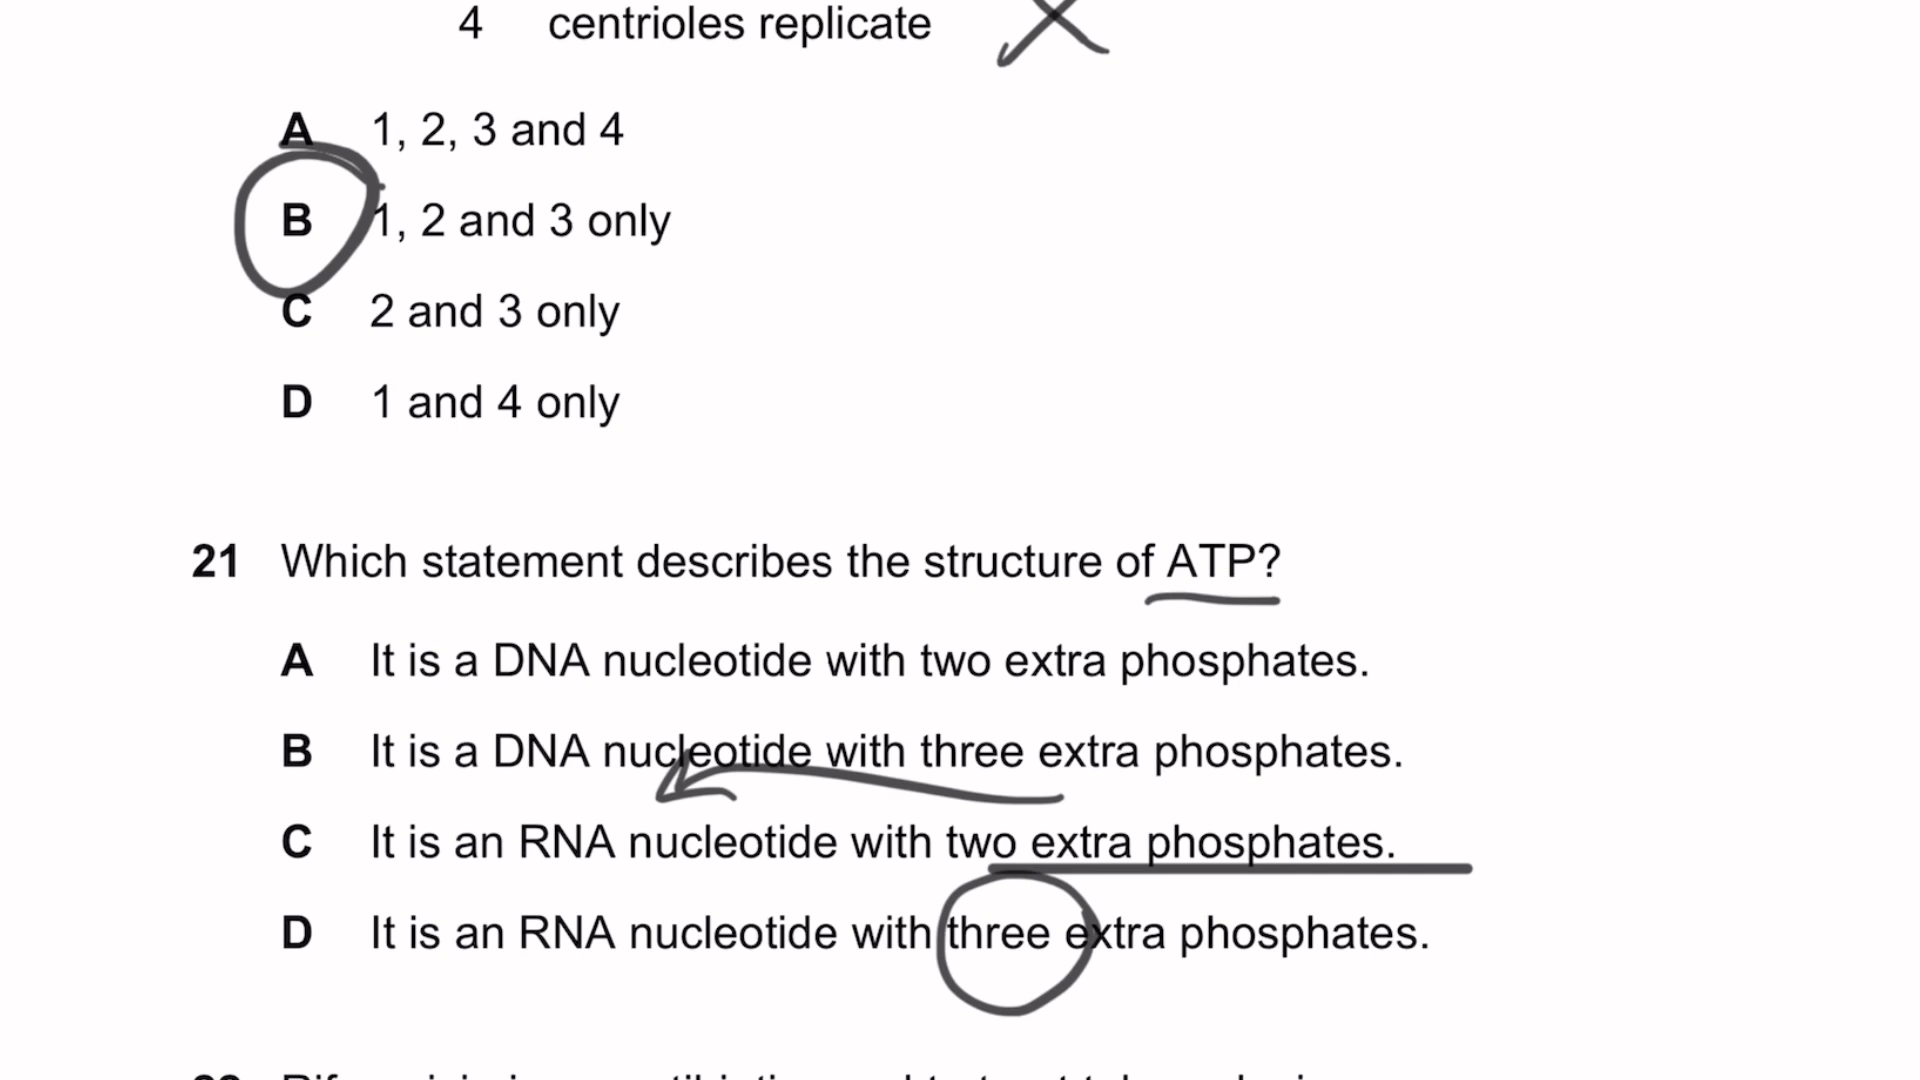 4 centrioles replicate
A 1, 2, 3 and 4
B 1, 2 and 3 only
C 2 and 3 only
D 1 and 4 only
21 Which statement describes the structure of ATP?
A It is a DNA nucleotide with two extra phosphates.
B It is a DNA nucleotide with three extra phosphates.
C It is an RNA nucleotide with two extra phosphates.
D It is an RNA nucleotide with three extra phosphates.